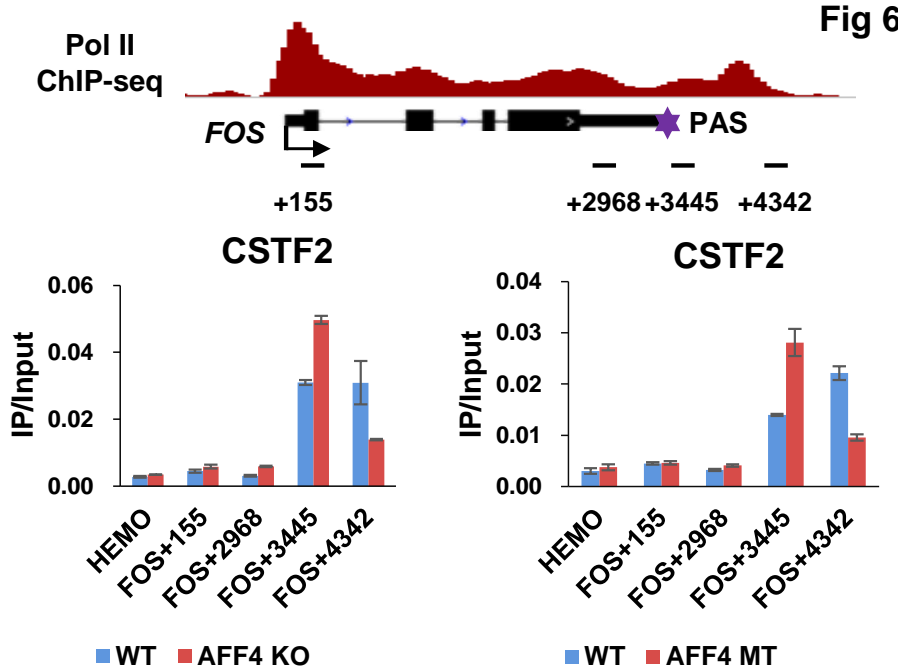 Fig 6
Pol II
ChIP-seq
FOS
PAS
+155
+2968
+3445
+4342
CSTF2
IP/Input
0.06
0.04
0.02
0.00
HEMO
FOS+155
FOS+2968
FOS+3445
FOS+4342
WT
AFF4 KO
CSTF2
IP/Input
0.04
0.03
0.02
0.01
0.00
HEMO
FOS+155
FOS+2968
FOS+3445
FOS+4342
WT
AFF4 MT